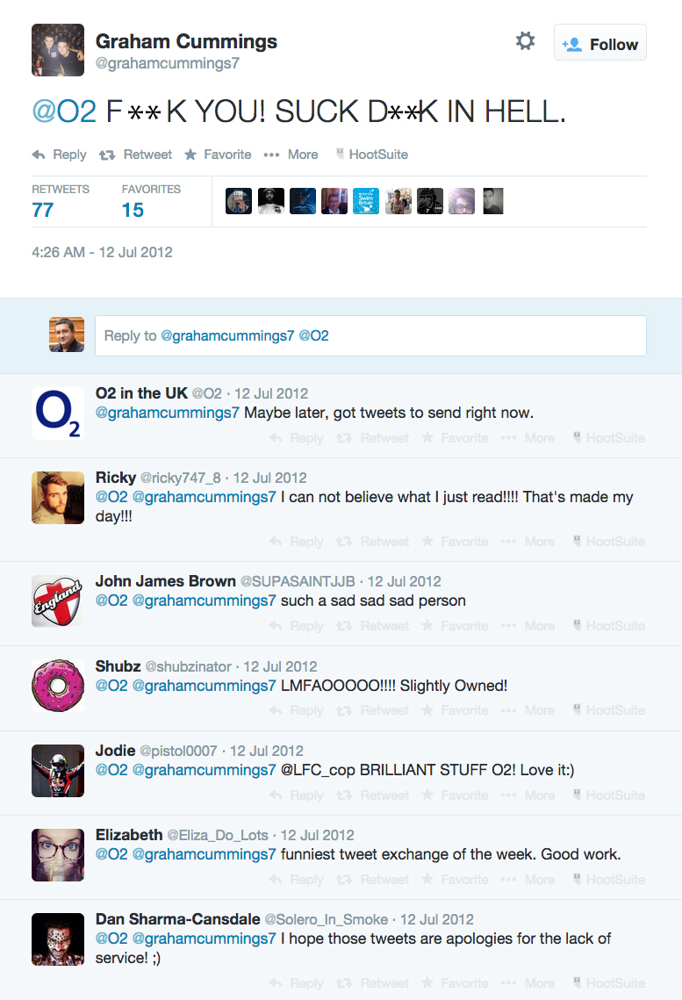 Graham Cummings
@grahamcummings7
Follow
@O2 F**K YOU! SUCK D**K IN HELL.
Reply Retweet Favorite More HootSuite
RETWEETS FAVORITES
77 15
4:26 AM - 12 Jul 2012
Reply to @grahamcummings7 @O2
O2 in the UK @O2 · 12 Jul 2012
@grahamcummings7 Maybe later, got tweets to send right now.
Reply Retweet Favorite More HootSuite
Ricky @ricky747_8 · 12 Jul 2012
@O2 @grahamcummings7 I can not believe what I just read!!!! That's made my
day!!!
Reply Retweet Favorite More HootSuite
England
John James Brown @SUPASAINTJJB · 12 Jul 2012
@O2 @grahamcummings7 such a sad sad sad person
Reply Retweet Favorite More HootSuite
Shubz @shubzinator · 12 Jul 2012
@O2 @grahamcummings7 LMFAOOOOO!!!! Slightly Owned!
Reply Retweet Favorite More HootSuite
Jodie @pistol0007 · 12 Jul 2012
@O2 @grahamcummings7 @LFC_cop BRILLIANT STUFF O2! Love it:)
Reply Retweet Favorite More HootSuite
Elizabeth @Eliza_Do_Lots · 12 Jul 2012
@O2 @grahamcummings7 funniest tweet exchange of the week. Good work.
Reply Retweet Favorite More HootSuite
Dan Sharma-Cansdale @Solero_In_Smoke · 12 Jul 2012
@O2 @grahamcummings7 I hope those tweets are apologies for the lack of
service! ;)
Reply Retweet Favorite More HootSuite